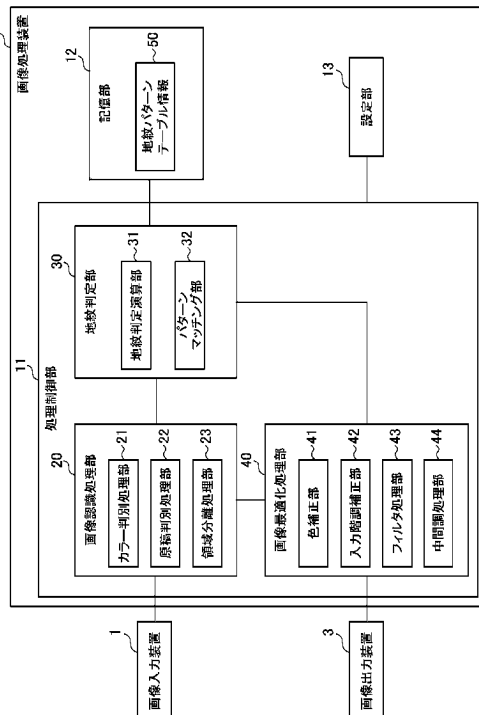 画像処理装置
11
処理制御部
12
記憶部
50
地紋パターン
テーブル情報
13
設定部
30
地紋判定部
31
地紋判定演算部
32
パターン
マッチング部
20
画像認識処理部
21
カラー判別処理部
22
原稿判別処理部
23
領域分離処理部
40
画像最適化処理部
41
色補正部
42
入力階調補正部
43
フィルタ処理部
44
中間調処理部
1
画像入力装置
3
画像出力装置